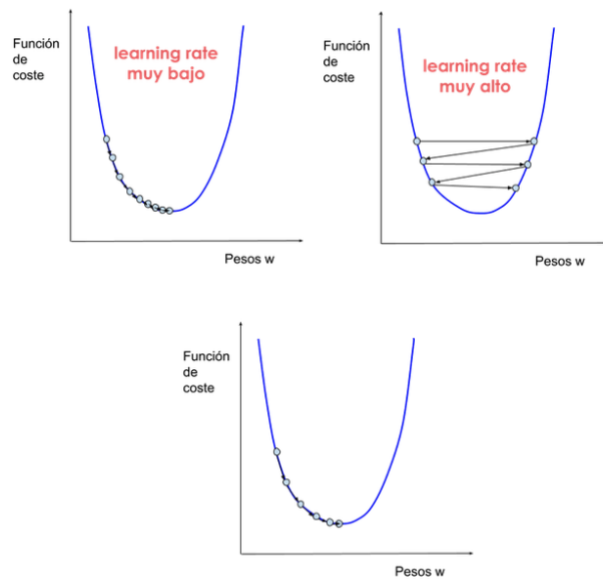 Función
de
coste
learning rate
muy bajo
Pesos w
Función
de
coste
learning rate
muy alto
Pesos w
Función
de
coste
Pesos w